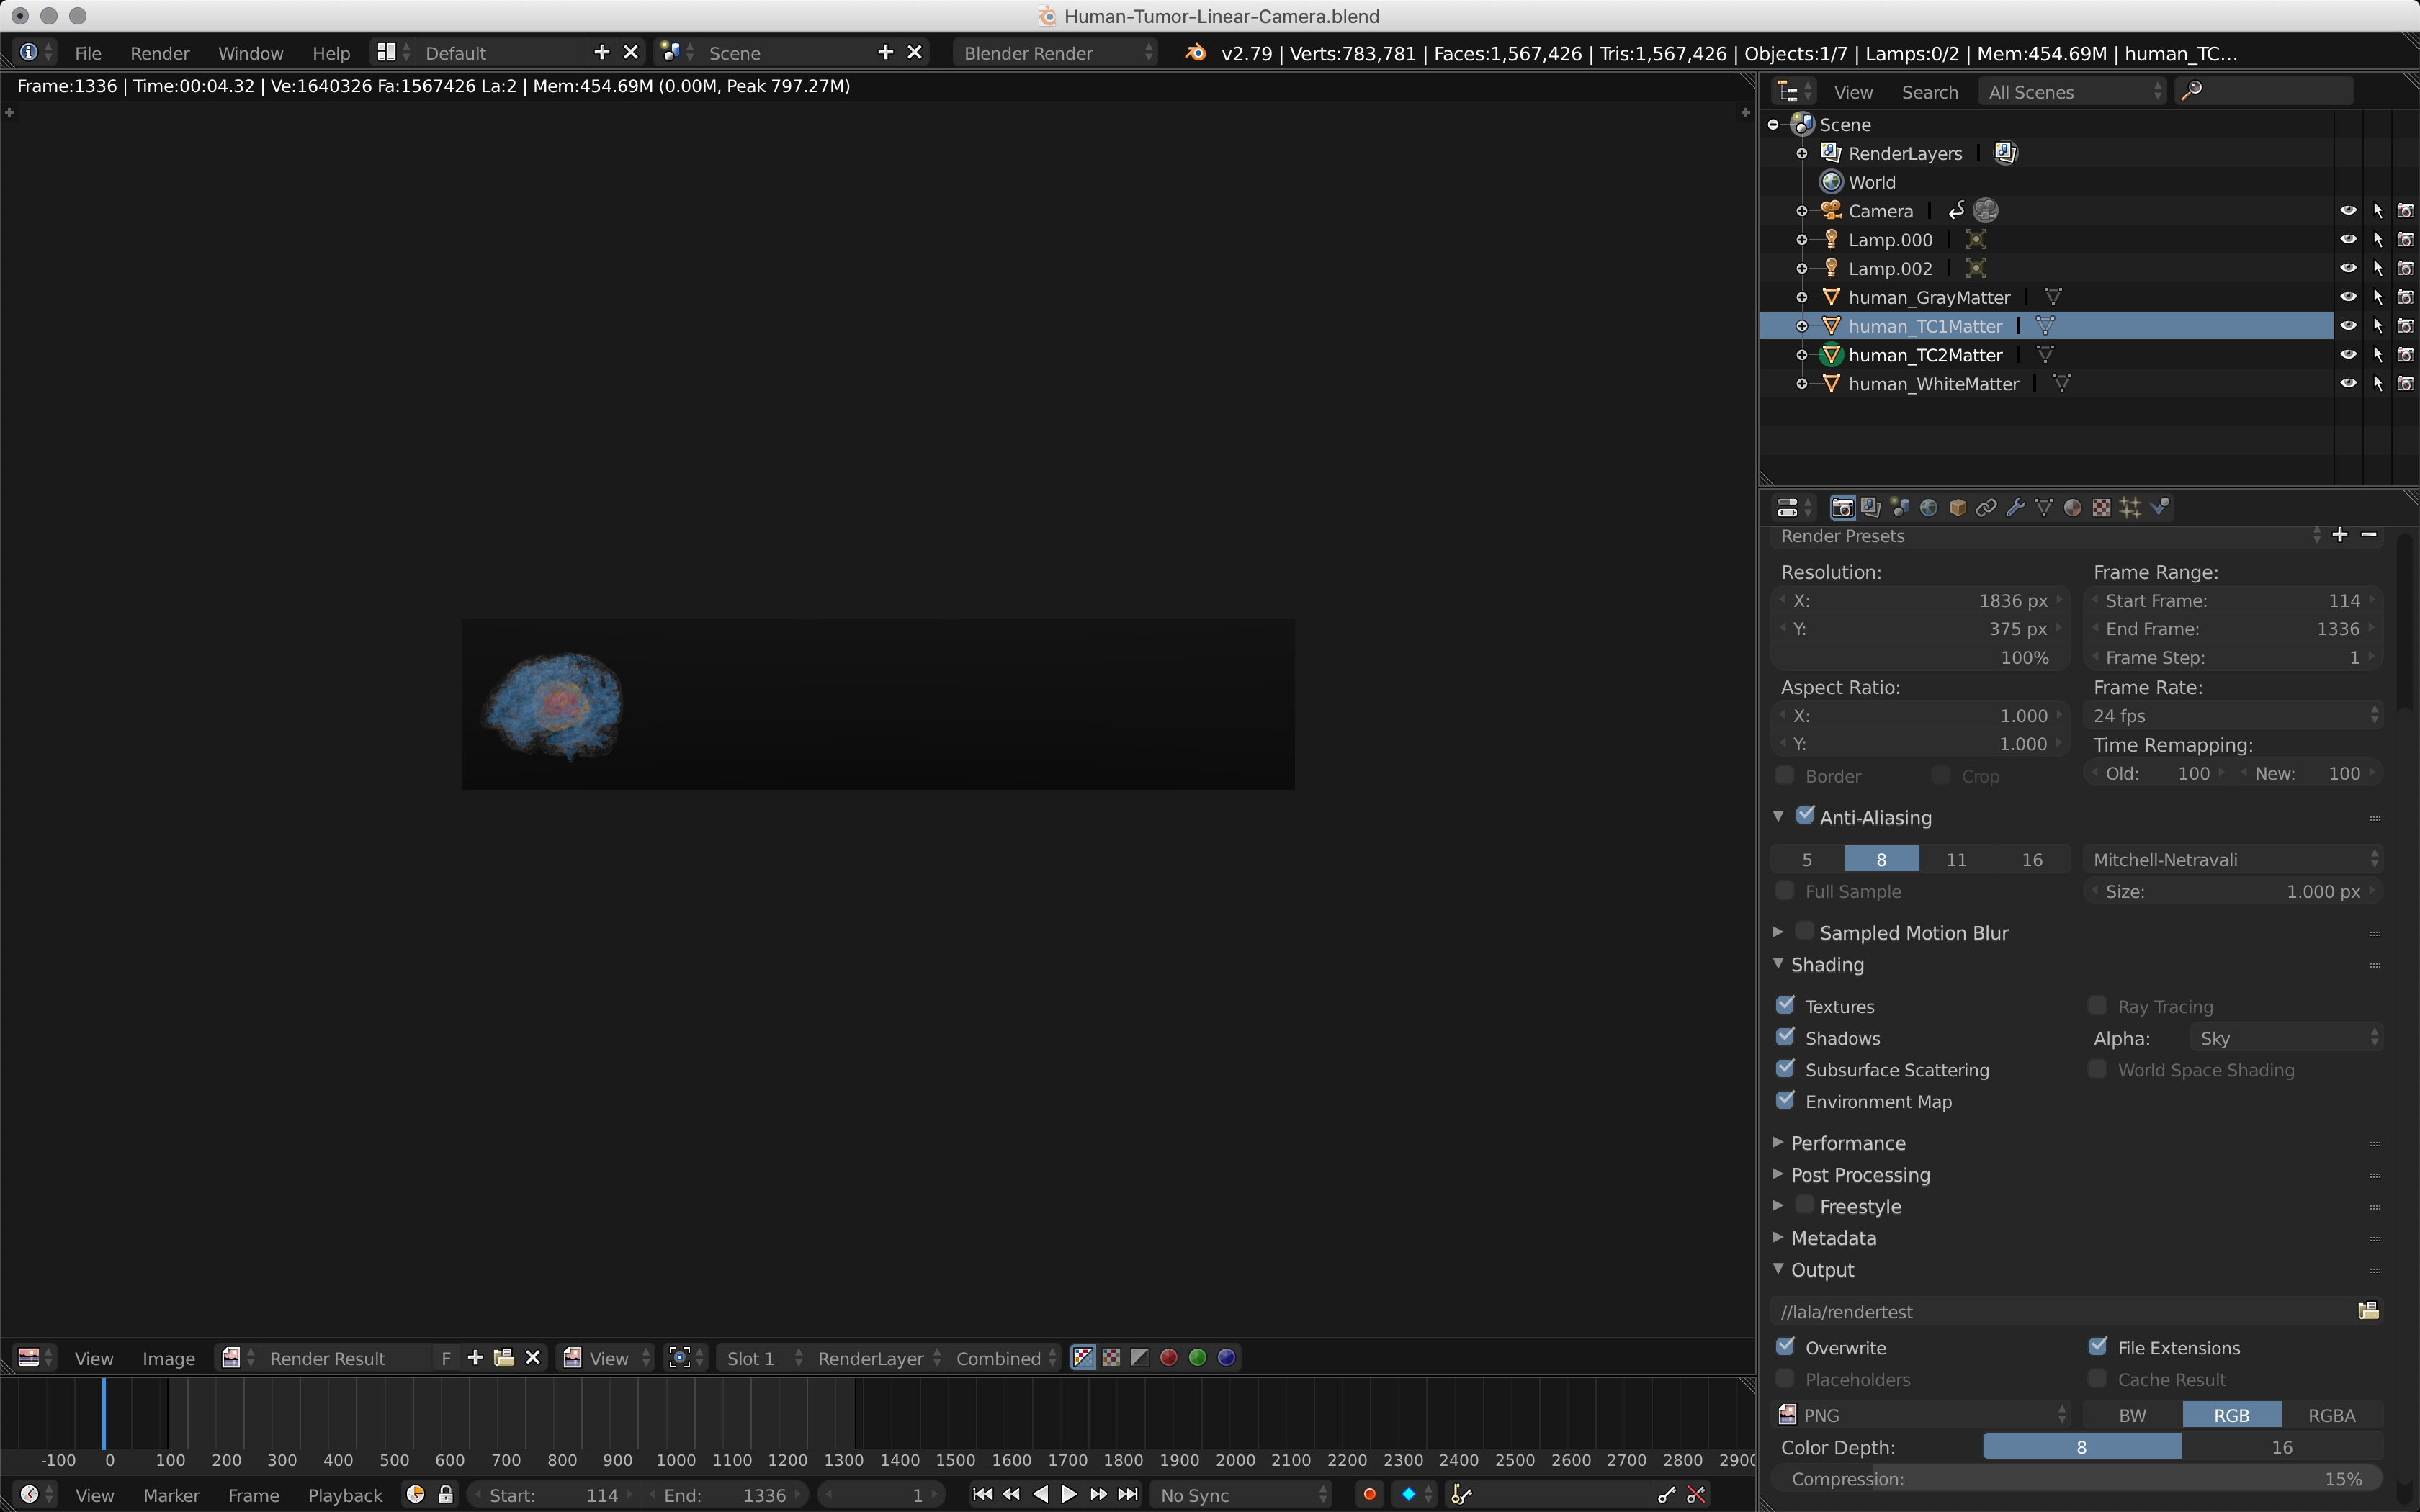 Human-Tumor-Linear-Camera.blend
File Render Window Help Default Scene Blender Render v2.79 | Verts:783,781 | Faces:1,567,426 | Tris:1,567,426 | Objects:1/7 | Lamps:0/2 | Mem:454.69M | human_TC...
Frame:1336 | Time:00:04.32 | Ve:1640326 Fa:1567426 La:2 | Mem:454.69M (0.00M, Peak 797.27M)
View Search All Scenes
Scene
RenderLayers
World
Camera
Lamp.000
Lamp.002
human_GrayMatter
human_TC1Matter
human_TC2Matter
human_WhiteMatter
Render Presets
Resolution: Frame Range:
X: 1836 px Start Frame: 114
Y: 375 px End Frame: 1336
100% Frame Step: 1
Aspect Ratio: Frame Rate:
X: 1.000 24 fps
Y: 1.000 Time Remapping:
Border Crop Old: 100 New: 100
Anti-Aliasing
5 8 11 16 Mitchell-Netravali
Full Sample Size: 1.000 px
Sampled Motion Blur
Shading
Textures Ray Tracing
Shadows Alpha: Sky
Subsurface Scattering World Space Shading
Environment Map
Performance
Post Processing
Freestyle
Metadata
Output
//lala/rendertest
Overwrite File Extensions
Placeholders Cache Result
PNG BW RGB RGBA
Color Depth: 8 16
Compression: 15%
View Image Render Result F View Slot 1 RenderLayer Combined
-100 0 100 200 300 400 500 600 700 800 900 1000 1100 1200 1300 1400 1500 1600 1700 1800 1900 2000 2100 2200 2300 2400 2500 2600 2700 2800 2900
View Marker Frame Playback Start: 114 End: 1336 1 No Sync